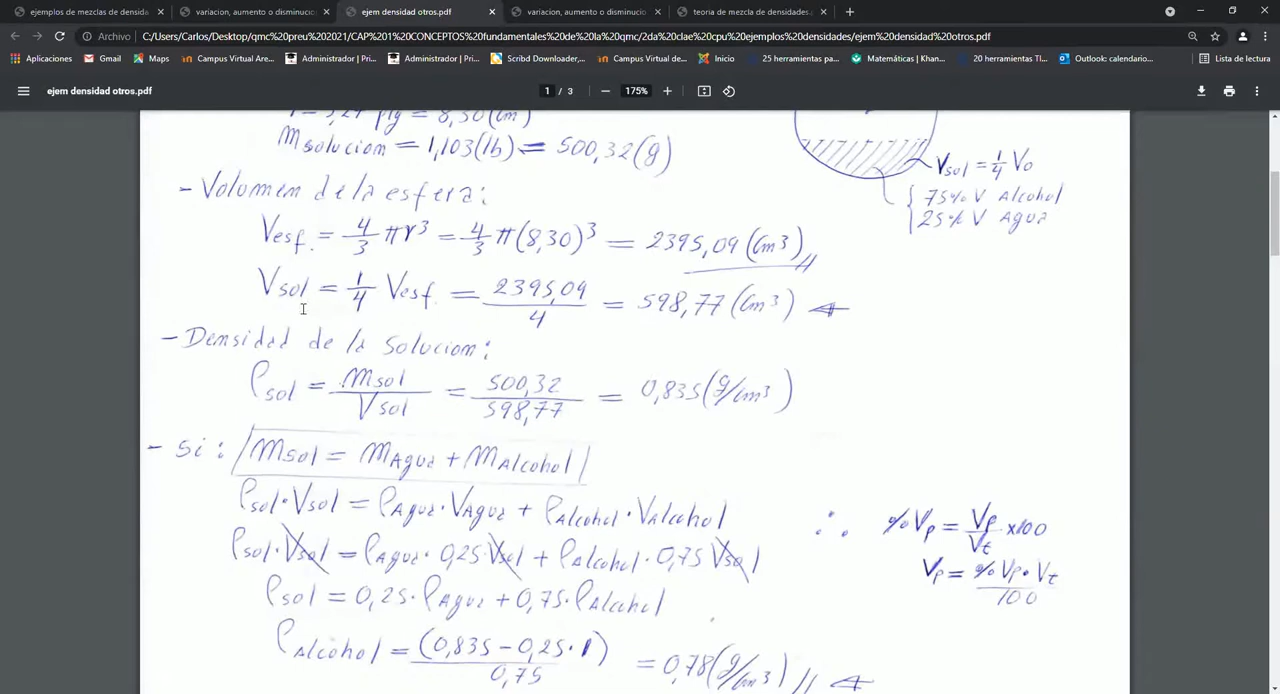 ejemplos de mezclas de densida
variacion, aumento o disminucio
ejem densidad otros.pdf
variacion, aumento o disminucio
teoria de mezcla de densidades.
Archivo | C:/Users/Carlos/Desktop/qmc%20preu%202021/CAP%201%20CONCEPTOS%20fundamentales%20de%20la%20qmc/2da%20clae%20cpu%20ejemplos%20densidades/ejem%20densidad%20otros.pdf
Aplicaciones
Gmail
Maps
Campus Virtual Are...
Administrador | Pri...
Administrador | Pri...
Scribd Downloader,...
Campus Virtual de...
Inicio
25 herramientas pa...
Matemáticas | Khan...
20 herramientas TI...
Outlook: calendario...
Lista de lectura
ejem densidad otros.pdf
1 / 3
175%
= 8,30 (cm)
m solucion = 1,103 (lb) = 500,32 (g)
Vsol = 1/4 Vo
75% V Alcohol
25% V Agua
- Volumen de la esfera:
Vesf. = 4/3 πr³ = 4/3 π(8,30)³ = 2395,09 (cm³)
Vsol = 1/4 Vesf. = 2395,09/4 = 598,77 (cm³)
- Densidad de la solucion:
ρsol = msol/Vsol = 500,32/598,77 = 0,835 (g/cm³)
- Si: msol = mAgua + mAlcohol
ρsol · Vsol = ρAgua · VAgua + ρAlcohol · VAlcohol
ρsol · Vsol = ρAgua · 0,25 Vsol + ρAlcohol · 0,75 Vsol
ρsol = 0,25 · ρAgua + 0,75 · ρAlcohol
ρAlcohol = (0,835 - 0,25 · 1)/0,75 = 0,78 (g/cm³)
∴ %Vp = Vp/Vt x100
Vp = %Vp · Vt/100